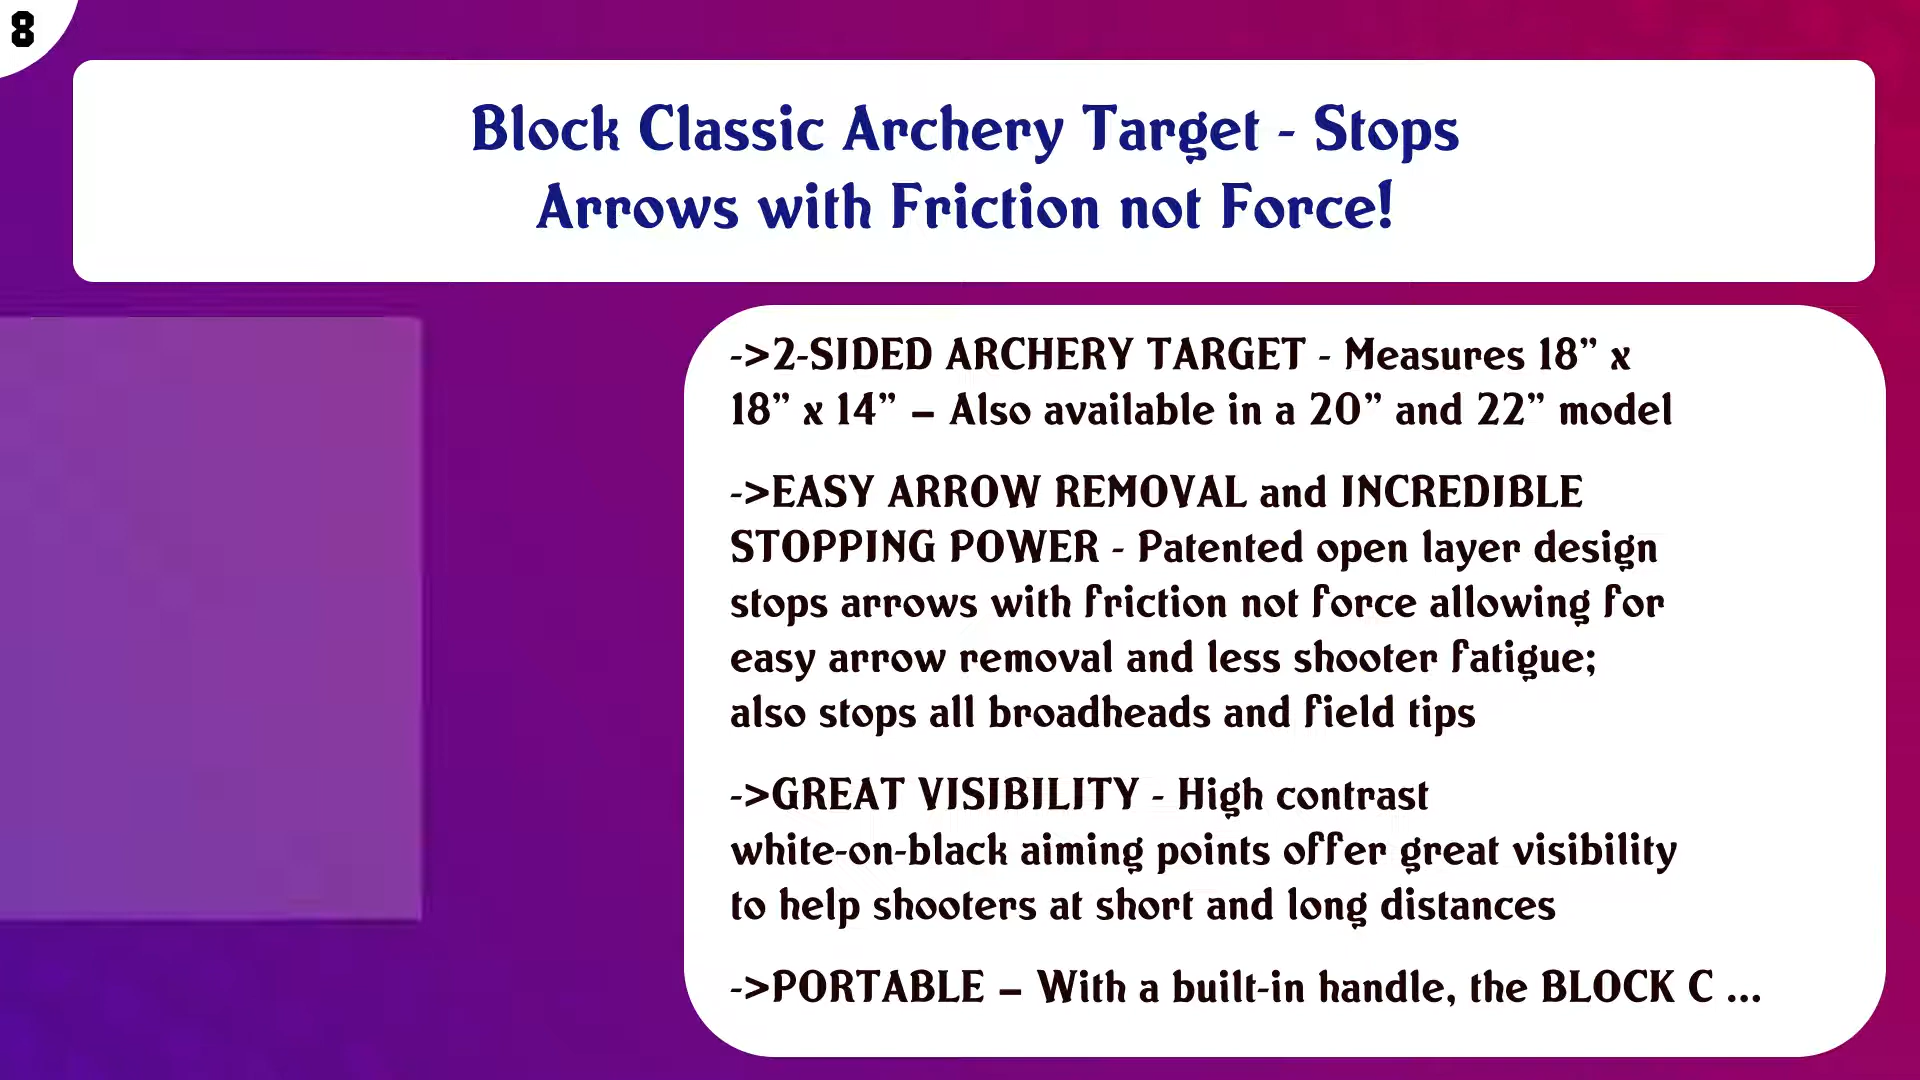 8
Block Classic Archery Target - Stops
Arrows with Friction not Force!
->2-SIDED ARCHERY TARGET - Measures 18” x
18” x 14” – Also available in a 20” and 22” model
->EASY ARROW REMOVAL and INCREDIBLE
STOPPING POWER - Patented open layer design
stops arrows with friction not force allowing for
easy arrow removal and less shooter fatigue;
also stops all broadheads and field tips
->GREAT VISIBILITY - High contrast
white-on-black aiming points offer great visibility
to help shooters at short and long distances
->PORTABLE – With a built-in handle, the BLOCK C ...